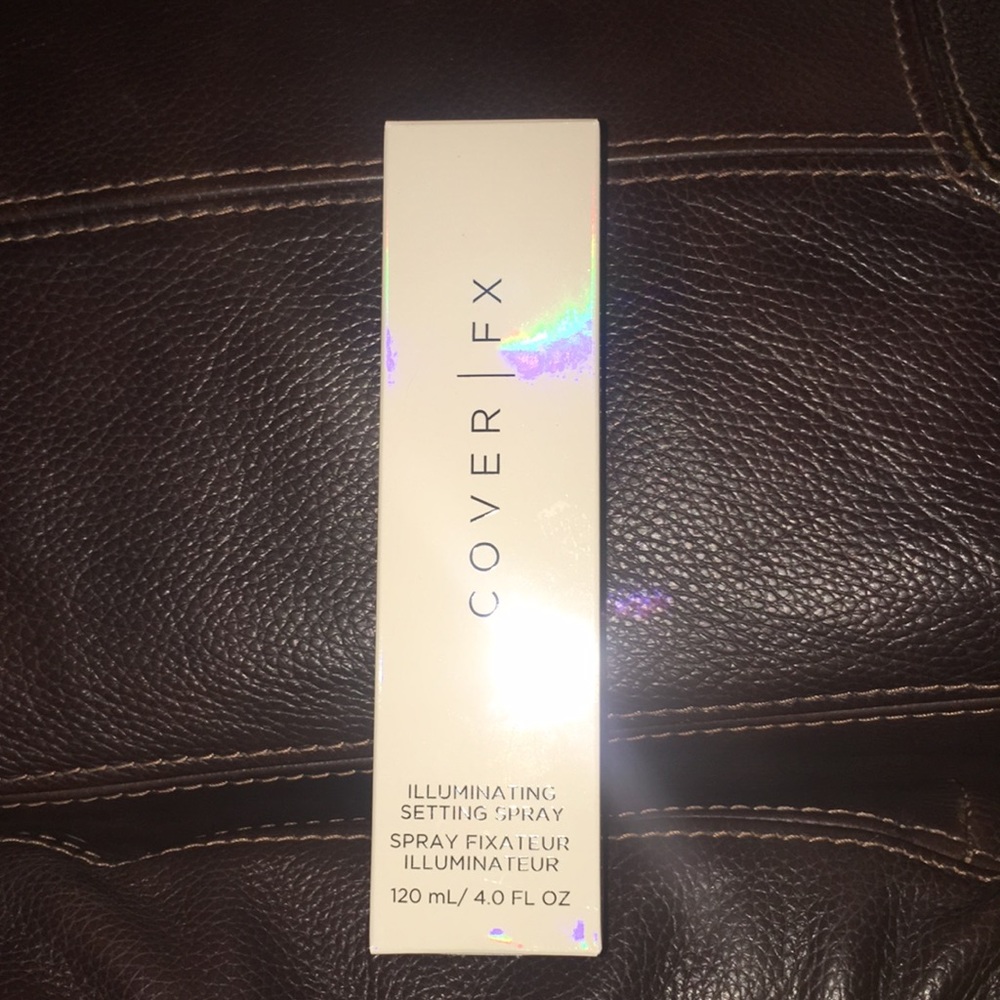 COVER | FX
ILLUMINATING
SETTING SPRAY
SPRAY FIXATEUR
ILLUMINATEUR
120 mL/ 4.0 FL OZ